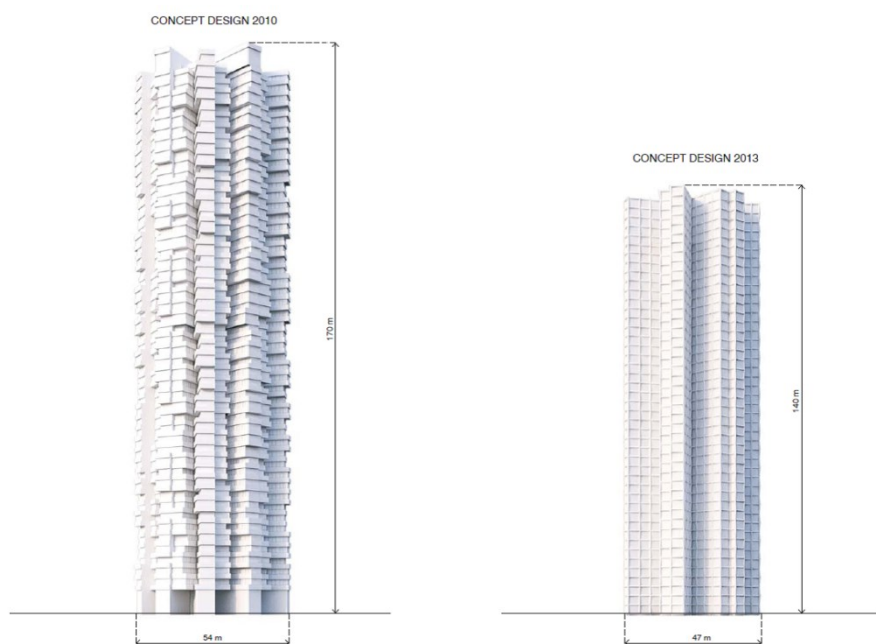 CONCEPT DESIGN 2010
170 m
54 m
CONCEPT DESIGN 2013
140 m
47 m